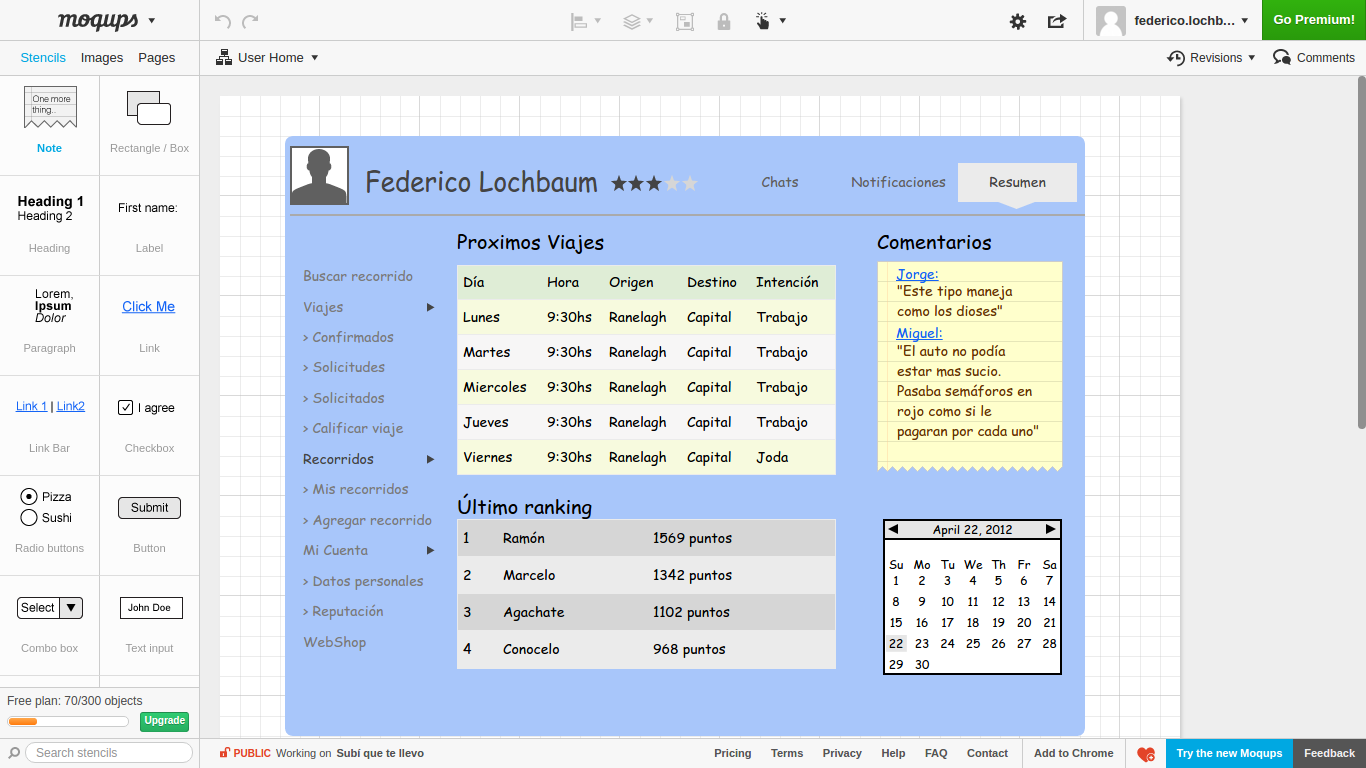 moqups
federico.lochb...
Go Premium!
Stencils Images Pages
User Home
Revisions Comments
One more
thing..
Note
Rectangle / Box
Heading 1
Heading 2
Heading
First name:
Label
Lorem,
Ipsum
Dolor
Paragraph
Click Me
Link
Link 1 | Link2
Link Bar
I agree
Checkbox
Pizza
Sushi
Radio buttons
Submit
Button
Select
Combo box
John Doe
Text input
Free plan: 70/300 objects
Upgrade
Search stencils
Federico Lochbaum
Chats Notificaciones Resumen
Buscar recorrido
Viajes
> Confirmados
> Solicitudes
> Solicitados
> Calificar viaje
Recorridos
> Mis recorridos
> Agregar recorrido
Mi Cuenta
> Datos personales
> Reputación
WebShop
Proximos Viajes
Día Hora Origen Destino Intención
Lunes 9:30hs Ranelagh Capital Trabajo
Martes 9:30hs Ranelagh Capital Trabajo
Miercoles 9:30hs Ranelagh Capital Trabajo
Jueves 9:30hs Ranelagh Capital Trabajo
Viernes 9:30hs Ranelagh Capital Joda
Último ranking
1 Ramón 1569 puntos
2 Marcelo 1342 puntos
3 Agachate 1102 puntos
4 Conocelo 968 puntos
Comentarios
Jorge:
"Este tipo maneja
como los dioses"
Miguel:
"El auto no podía
estar mas sucio.
Pasaba semáforos en
rojo como si le
pagaran por cada uno"
April 22, 2012
Su Mo Tu We Th Fr Sa
1 2 3 4 5 6 7
8 9 10 11 12 13 14
15 16 17 18 19 20 21
22 23 24 25 26 27 28
29 30
PUBLIC Working on Subí que te llevo
Pricing Terms Privacy Help FAQ Contact Add to Chrome
Try the new Moqups Feedback